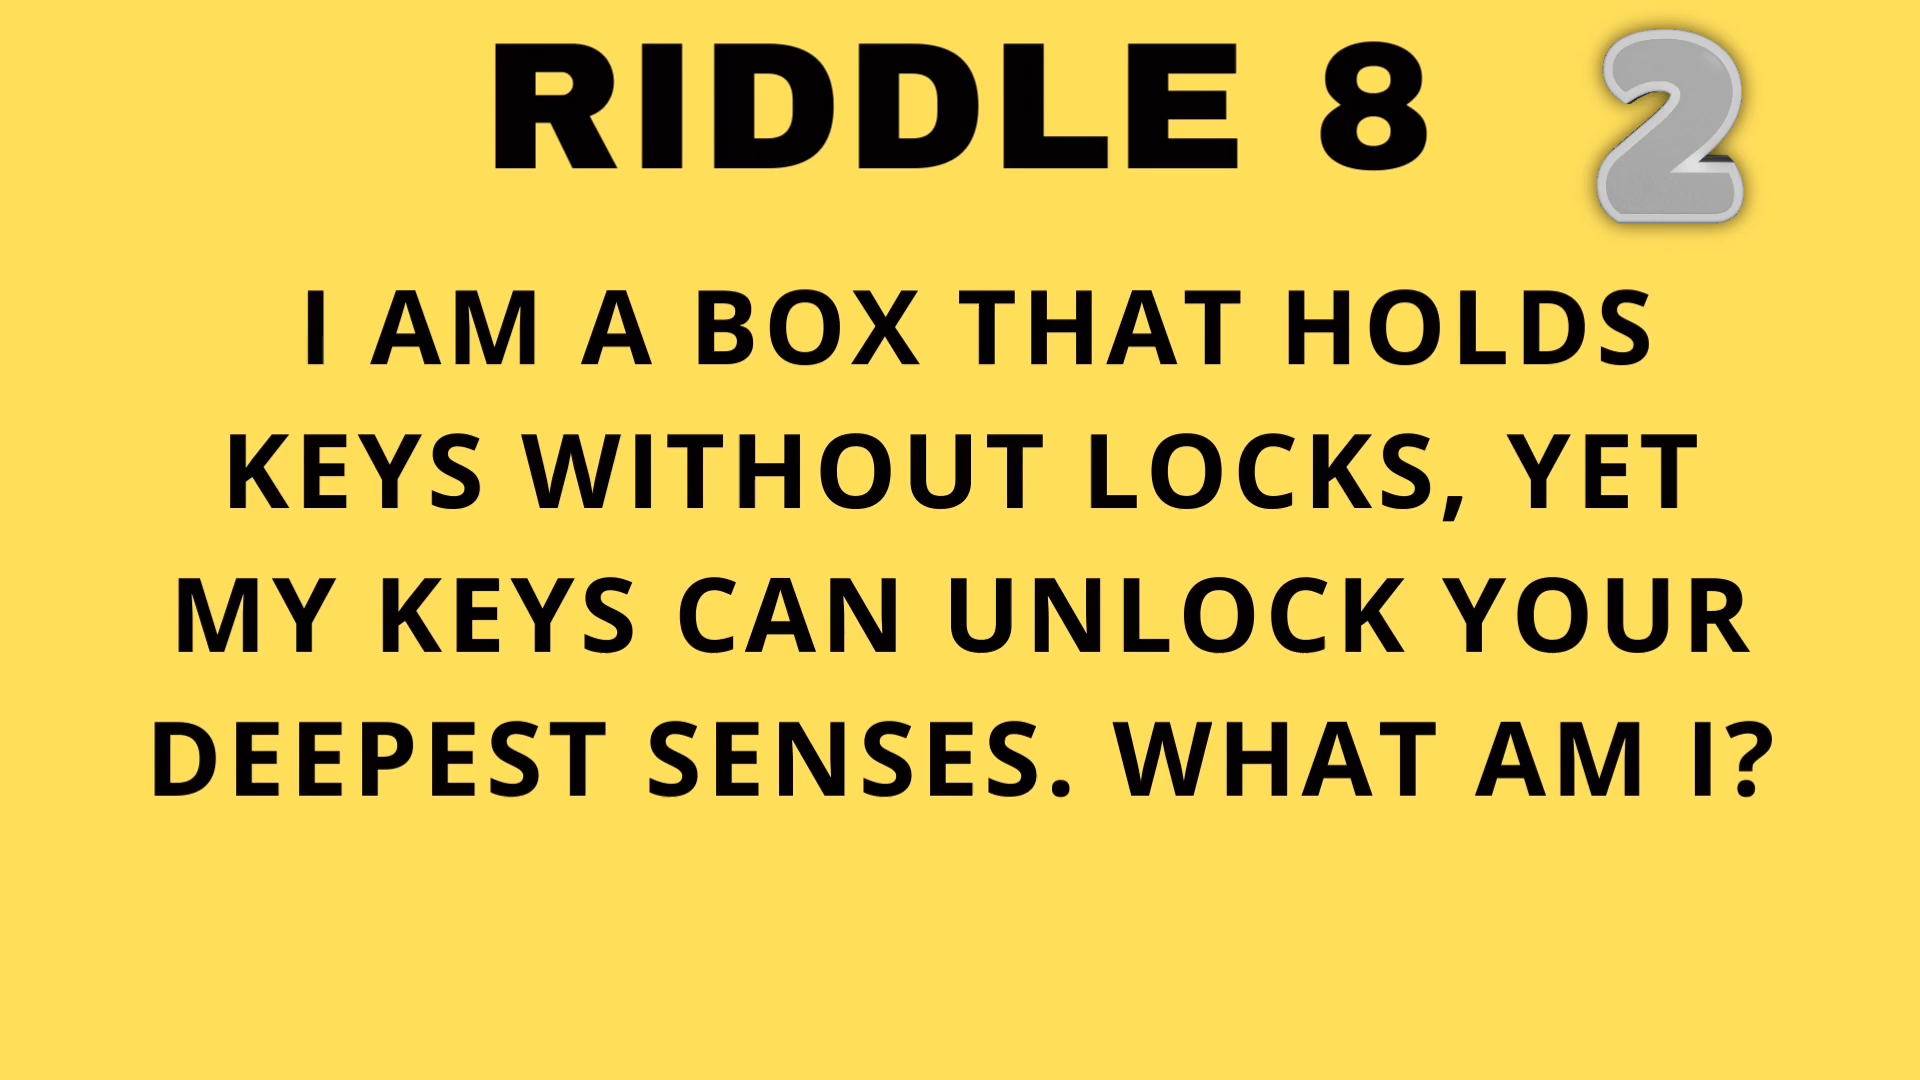 RIDDLE 8
2
I AM A BOX THAT HOLDS
KEYS WITHOUT LOCKS, YET
MY KEYS CAN UNLOCK YOUR
DEEPEST SENSES. WHAT AM I?